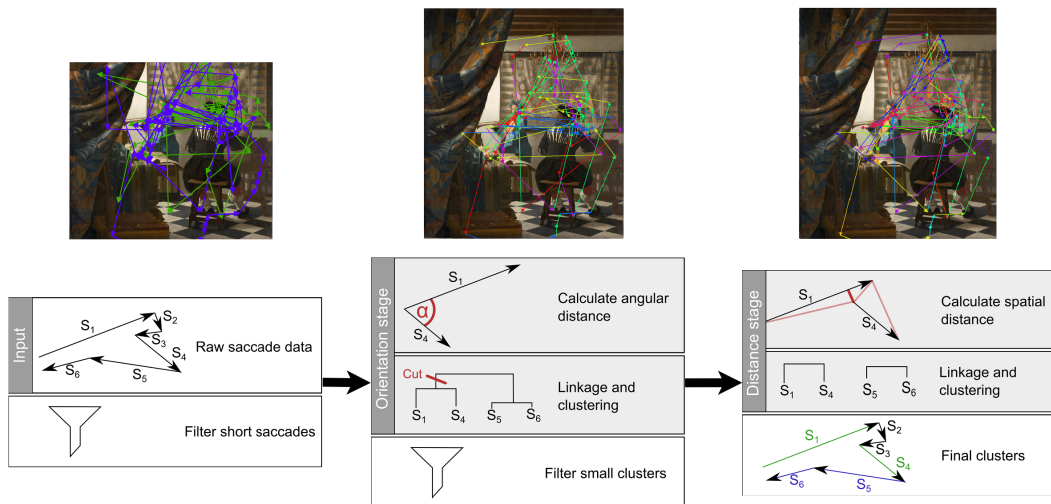 Input
S1
S2
S3
S4
S5
S6
Raw saccade data
Filter short saccades
Orientation stage
S1
α
S4
Calculate angular
distance
Cut
S1 S4 S5 S6
Linkage and
clustering
Filter small clusters
Distance stage
S1
S4
Calculate spatial
distance
S1 S4 S5 S6
Linkage and
clustering
S1
S2
S3
S4
S5
S6
Final clusters